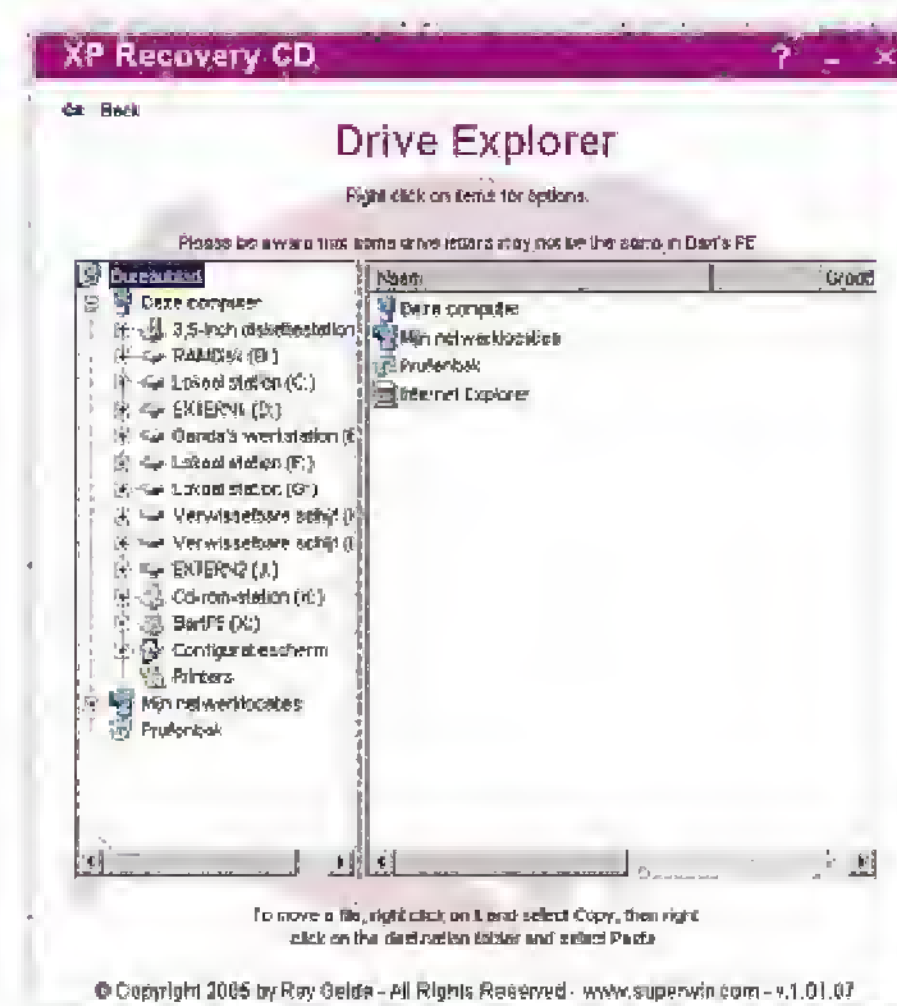 XP Recovery CD ? - ×
Back
Drive Explorer
Right click on items for options.
Please be aware that some drive letters may not be the same in Bart's PE
Bureaublad
Deze computer
3,5-inch diskettestation
RAMDisk (B:)
Lokaal station (C:)
EXTERN1 (D:)
werkstation (E
Lokaal station (F:)
Lokaal station (G:)
Verwisselbare schijf (
Verwisselbare schijf (
EXTERN2 (J:)
Cd-rom-station (K:)
BartPE (X:)
Configuratiescherm
Printers
Mijn netwerklocaties
Prullenbak
Naam Groott
Deze computer
Mijn netwerklocaties
Prullenbak
Internet Explorer
To move a file, right click on it and select Copy, then right
click on the destination folder and select Paste
© Copyright 2005 by Ray Geide - All Rights Reserved - www.superwin.com - v.1.01.07